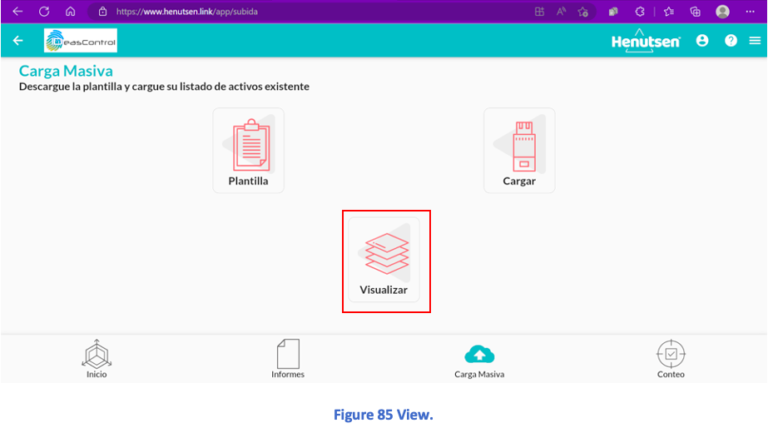 https://www.henutsen.link/app/subida
easControl
Henutsen
Carga Masiva
Descargue la plantilla y cargue su listado de activos existente
Plantilla
Cargar
Visualizar
Inicio
Informes
Carga Masiva
Conteo
Figure 85 View.